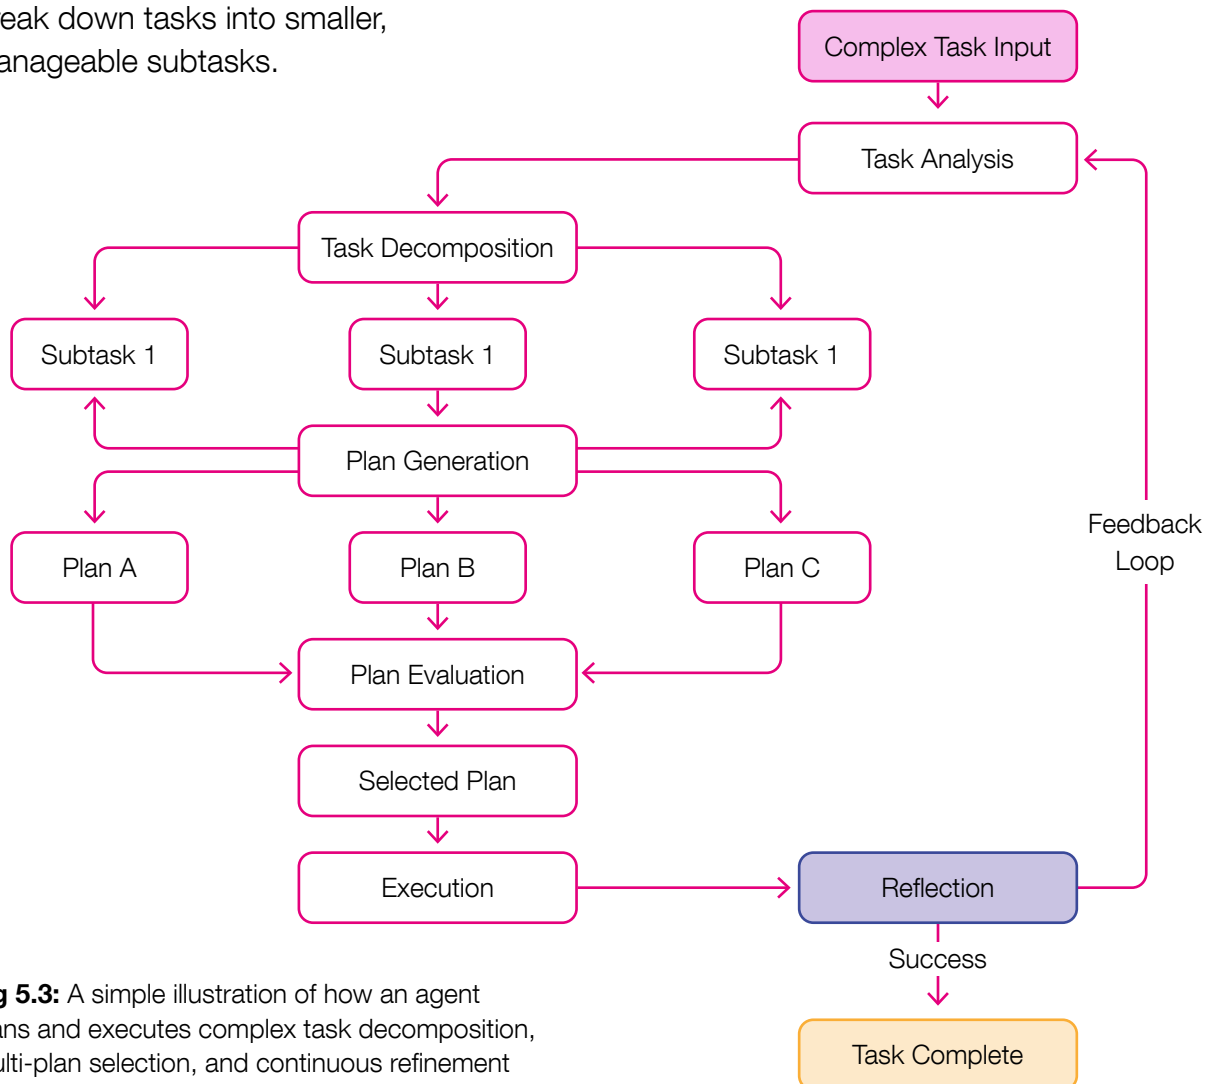 reak down tasks into smaller,
anageable subtasks.
Complex Task Input
Task Analysis
Task Decomposition
Subtask 1
Subtask 1
Subtask 1
Plan Generation
Plan A
Plan B
Plan C
Feedback
Loop
Plan Evaluation
Selected Plan
Execution
Reflection
Success
Task Complete
g 5.3: A simple illustration of how an agent
ans and executes complex task decomposition,
ulti-plan selection, and continuous refinement